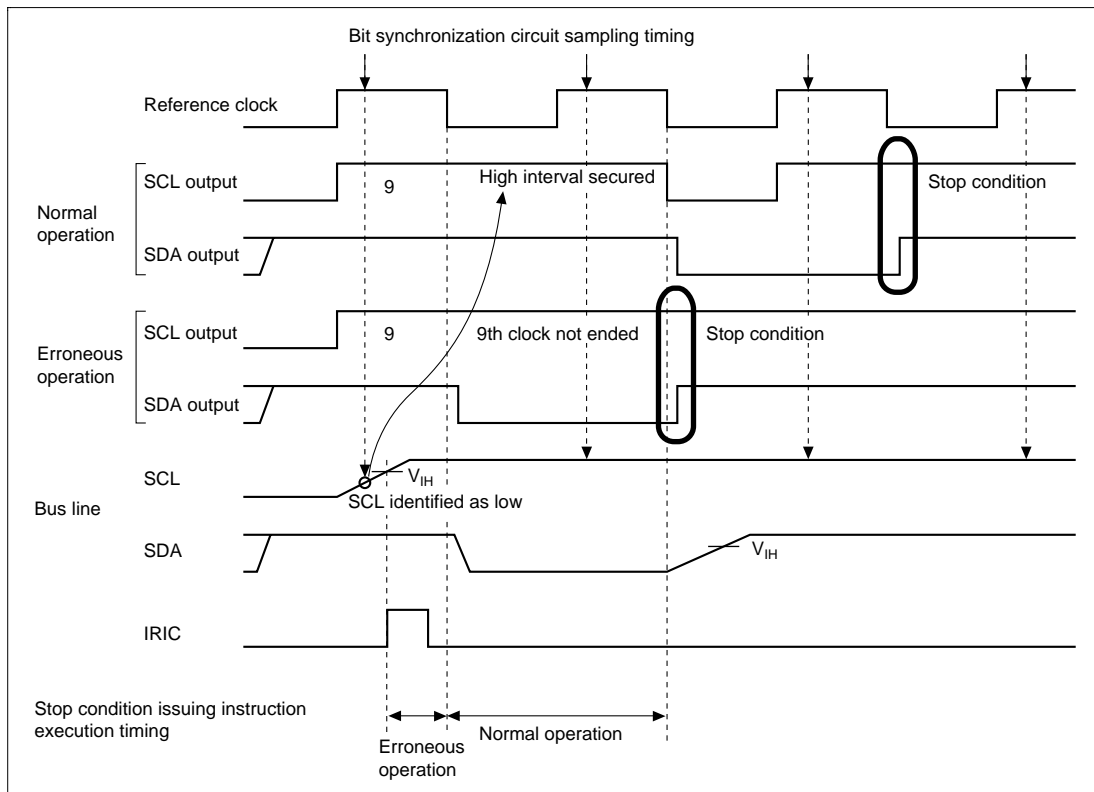 Bit synchronization circuit sampling timing
Reference clock
Normal
operation
SCL output
9
High interval secured
Stop condition
SDA output
Erroneous
operation
SCL output
9
9th clock not ended
Stop condition
SDA output
Bus line
SCL
VIH
SCL identified as low
SDA
VIH
IRIC
Stop condition issuing instruction
execution timing
Erroneous
operation
Normal operation